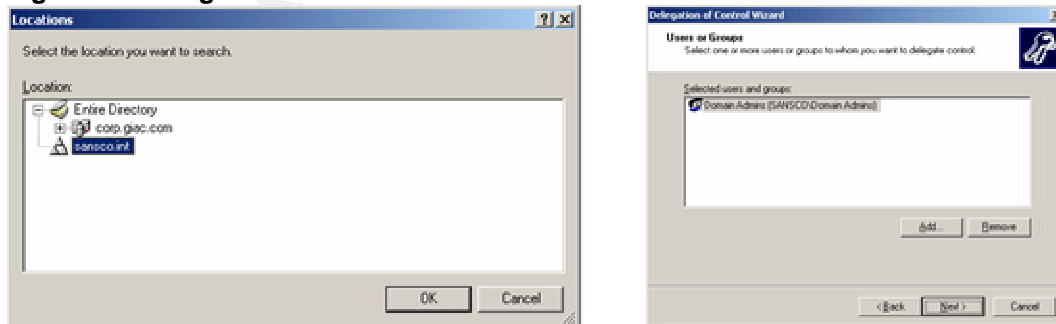 Locations
Select the location you want to search.
Location:
Entire Directory
corp.giac.com
sansco.int
OK
Cancel
Delegation of Control Wizard
Users or Groups
Select one or more users or groups to whom you want to delegate control.
Selected users and groups:
Domain Admins (SANSCO\Domain Admins)
Add...
Remove
< Back
Next >
Cancel